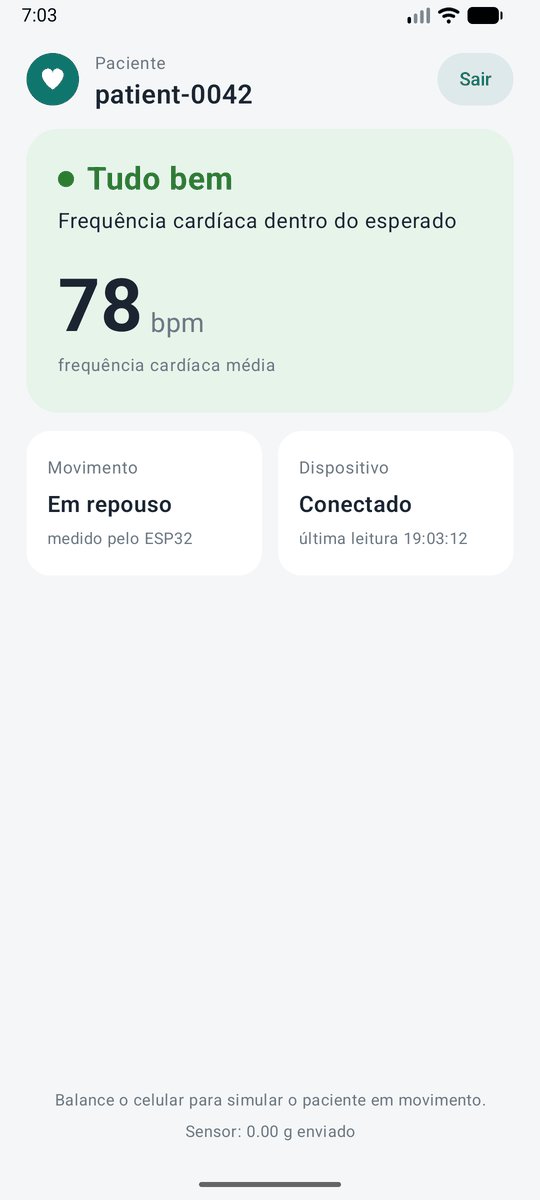 7:03
Paciente
patient-0042
Sair
Tudo bem
Frequência cardíaca dentro do esperado
78 bpm
frequência cardíaca média
Movimento
Em repouso
medido pelo ESP32
Dispositivo
Conectado
última leitura 19:03:12
Balance o celular para simular o paciente em movimento.
Sensor: 0.00 g enviado